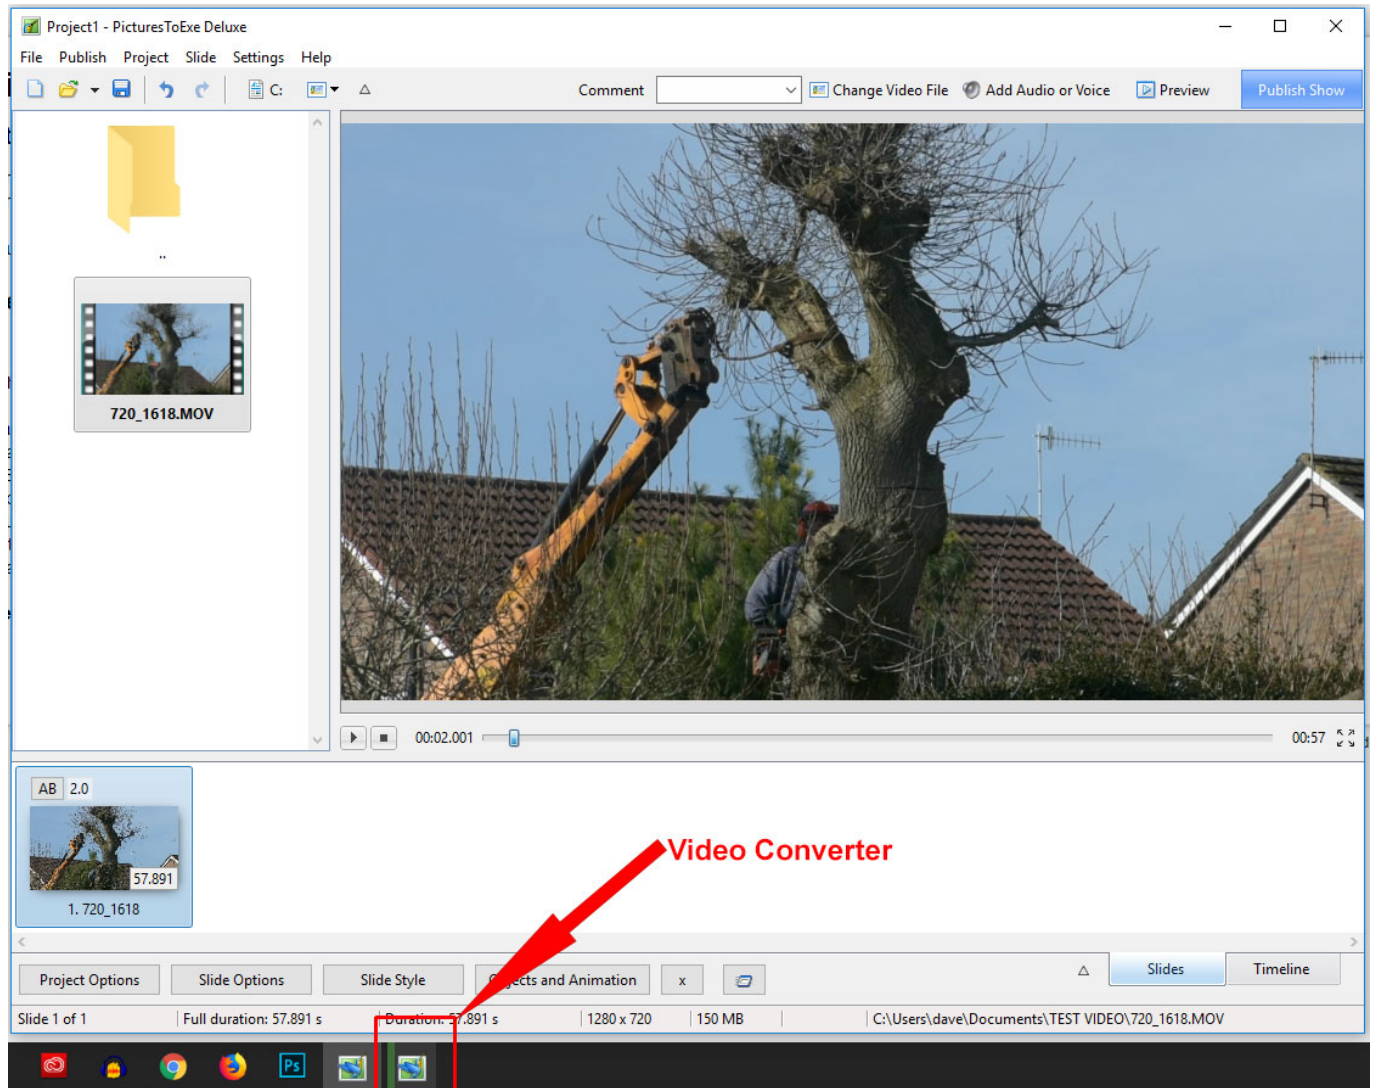 Project1 - PicturesToExe Deluxe
File Publish Project Slide Settings Help
C: Comment Change Video File Add Audio or Voice Preview Publish Show
..
720_1618.MOV
00:02.001 00:57
AB 2.0
57.891
1. 720_1618
Video Converter
Project Options Slide Options Slide Style and Animation x Slides Timeline
Slide 1 of 1 Full duration: 57.891 s Duration: 57.891 s 1280 x 720 150 MB C:\Users\dave\Documents\TEST VIDEO\720_1618.MOV
Ps